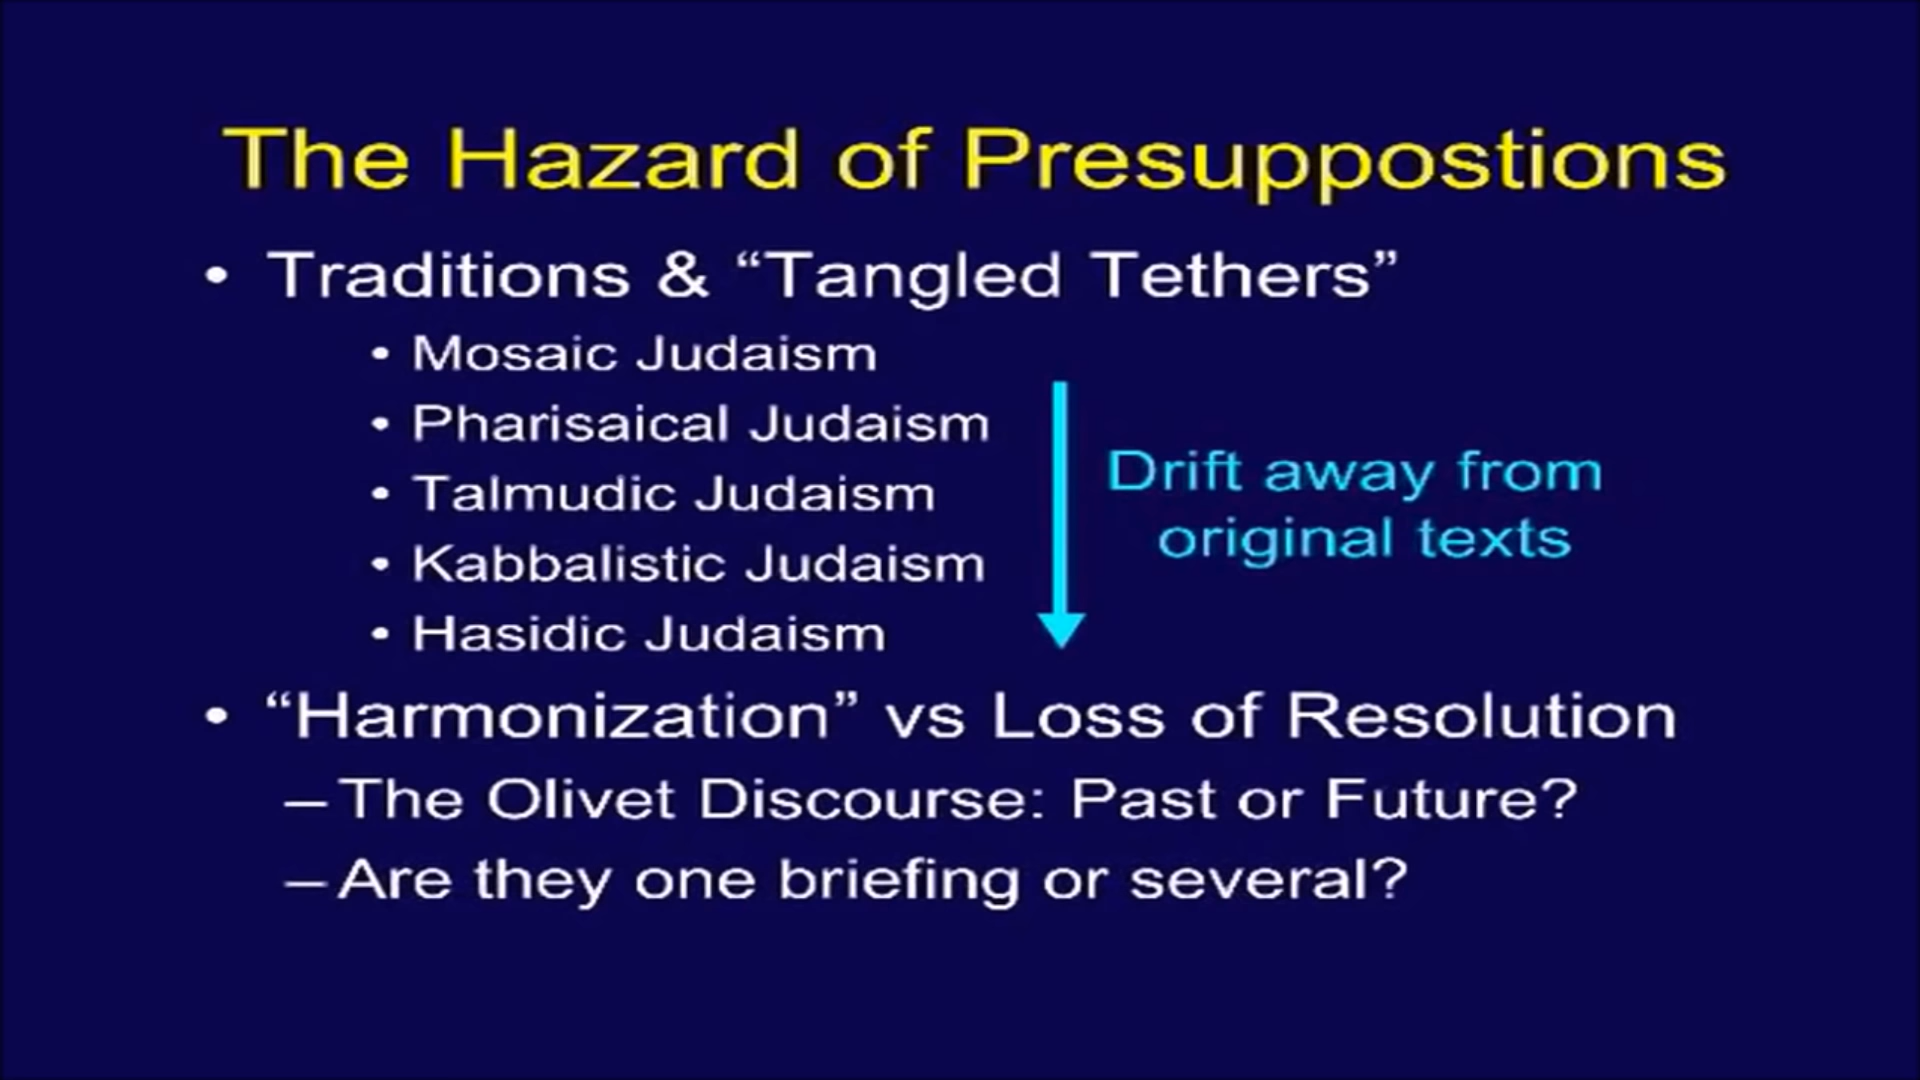 The Hazard of Presuppostions
• Traditions & “Tangled Tethers”
• Mosaic Judaism
• Pharisaical Judaism
• Talmudic Judaism
• Kabbalistic Judaism
• Hasidic Judaism
Drift away from
original texts
• “Harmonization” vs Loss of Resolution
– The Olivet Discourse: Past or Future?
– Are they one briefing or several?